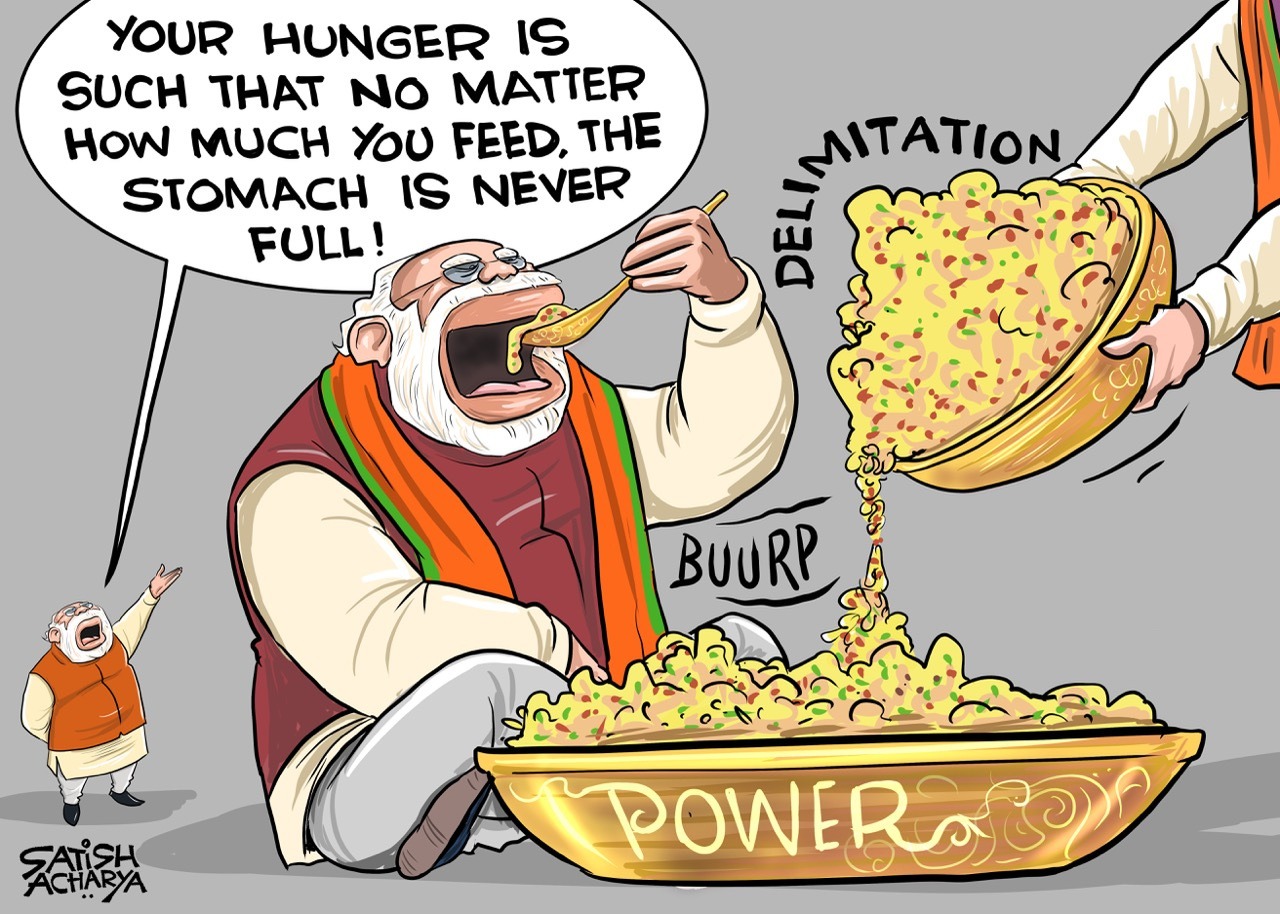 YOUR HUNGER IS
SUCH THAT NO MATTER
HOW MUCH YOU FEED, THE
STOMACH IS NEVER
FULL!
DELIMITATION
BUURP
POWER
SATISH
ACHARYA